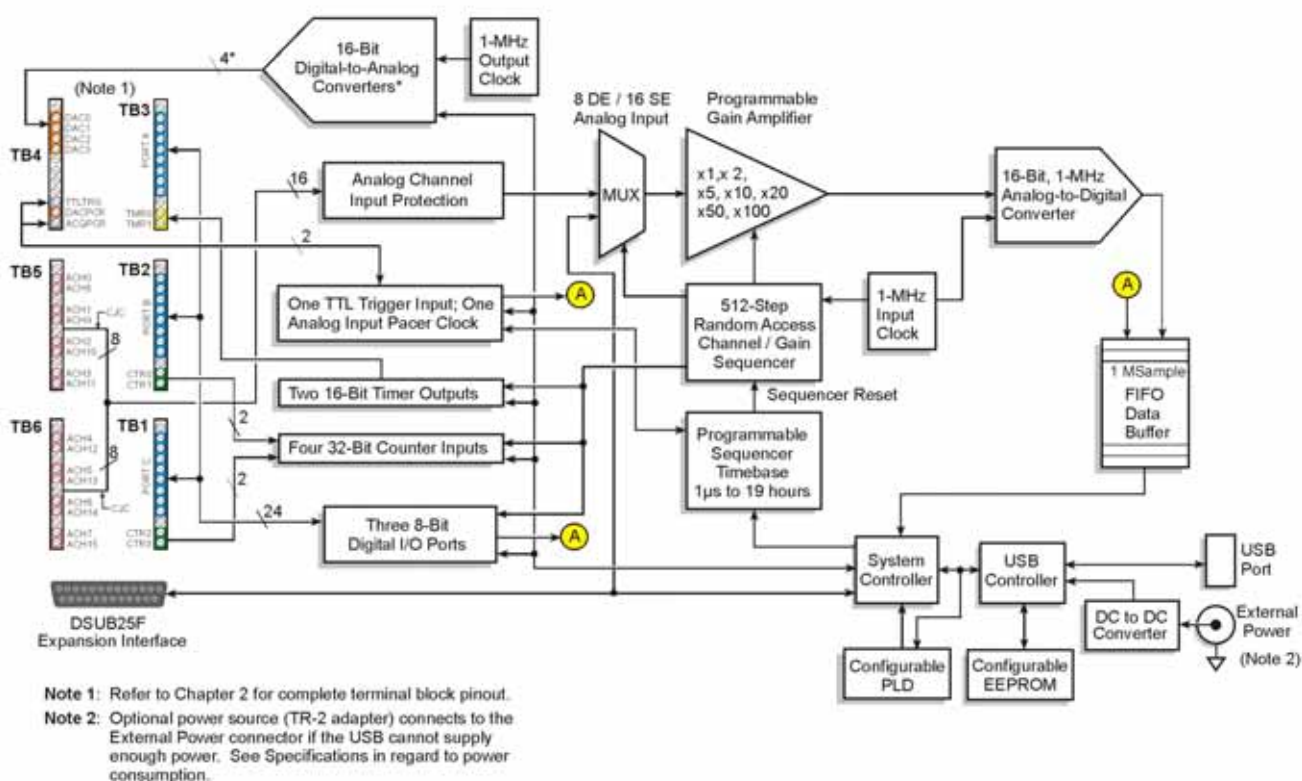 4*
16-Bit
Digital-to-Analog
Converters*
1-MHz
Output
Clock
(Note 1)
TB3
TB4
DAC0
DAC1
DAC2
DAC3
PORT A
TTLTRG
DACPCR
TMR0
TMR1
8 DE / 16 SE
Analog Input
Programmable
Gain Amplifier
16
Analog Channel
Input Protection
MUX
x1,x 2,
x5, x10, x20
x50, x100
16-Bit, 1-MHz
Analog-to-Digital
Converter
2
TB5
TB2
ACH0
ACH8
ACH1
ACH9
CJC
ACH2
ACH10
8
ACH3
ACH11
PORT B
CTR0
CTR1
One TTL Trigger Input; One
Analog Input Pacer Clock
A
512-Step
Random Access
Channel / Gain
Sequencer
1-MHz
Input
Clock
A
1 MSample
FIFO
Data
Buffer
Two 16-Bit Timer Outputs
Sequencer Reset
TB6
TB1
ACH4
ACH12
8
ACH5
ACH13
CJC
ACH6
ACH14
ACH7
ACH15
PORT C
CTR2
CTR3
2
Four 32-Bit Counter Inputs
2
Programmable
Sequencer
Timebase
1µs to 19 hours
24
Three 8-Bit
Digital I/O Ports
A
System
Controller
USB
Controller
USB
Port
DC to DC
Converter
External
Power
(Note 2)
DSUB25F
Expansion Interface
Configurable
PLD
Configurable
EEPROM
Note 1: Refer to Chapter 2 for complete terminal block pinout.
Note 2: Optional power source (TR-2 adapter) connects to the
External Power connector if the USB cannot supply
enough power. See Specifications in regard to power
consumption.